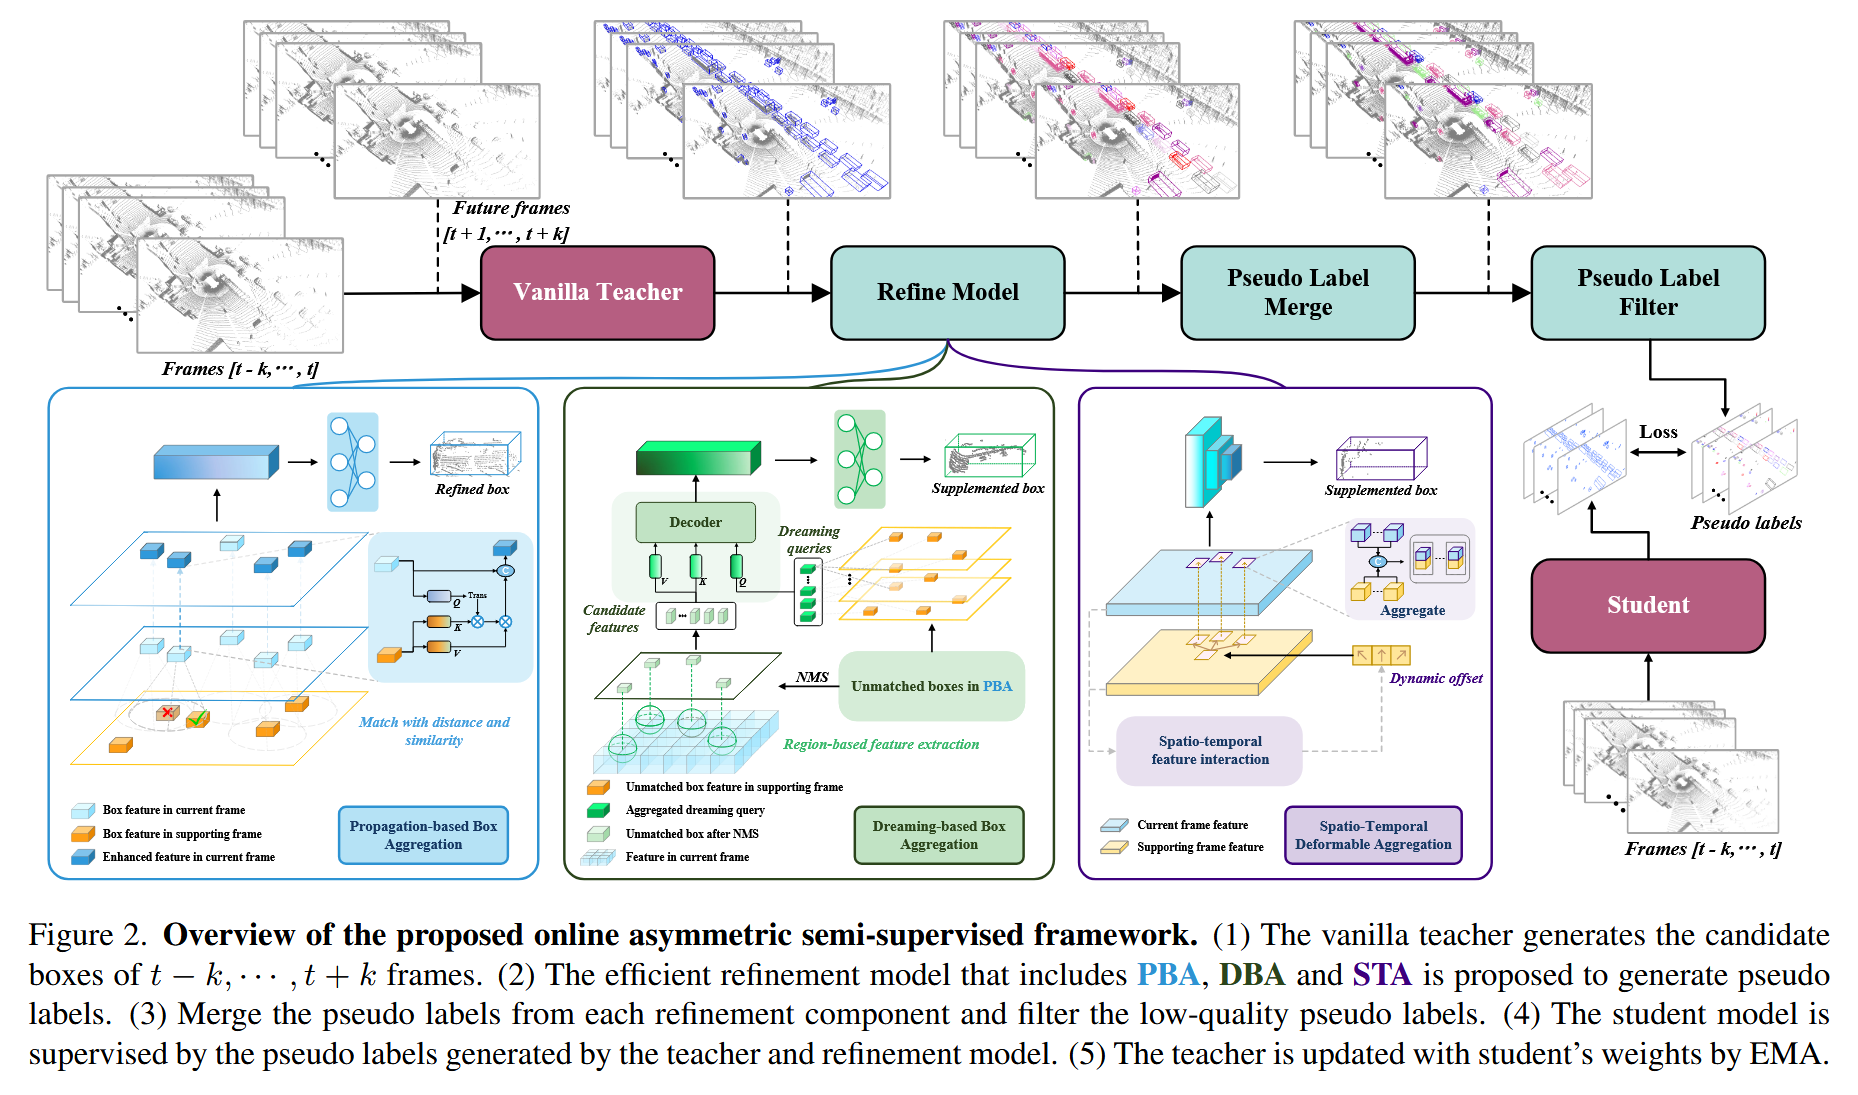 Future frames
[t + 1, ··· , t + k]
Frames [t - k, ··· , t]
Vanilla Teacher
Refine Model
Pseudo Label
Merge
Pseudo Label
Filter
Refined box
Trans
Q
K
V
C
Match with distance and
similarity
Box feature in current frame
Box feature in supporting frame
Enhanced feature in current frame
Propagation-based Box
Aggregation
Supplemented box
Decoder
Dreaming
queries
V
K
Q
Candidate
features
NMS
Unmatched boxes in PBA
Region-based feature extraction
Unmatched box feature in supporting frame
Aggregated dreaming query
Unmatched box after NMS
Feature in current frame
Dreaming-based Box
Aggregation
Supplemented box
C
Aggregate
Dynamic offset
Spatio-temporal
feature interaction
Current frame feature
Supporting frame feature
Spatio-Temporal
Deformable Aggregation
Loss
Pseudo labels
Student
Frames [t - k, ··· , t]
Figure 2. Overview of the proposed online asymmetric semi-supervised framework. (1) The vanilla teacher generates the candidate
boxes of t − k, · · · , t + k frames. (2) The efficient refinement model that includes PBA, DBA and STA is proposed to generate pseudo
labels. (3) Merge the pseudo labels from each refinement component and filter the low-quality pseudo labels. (4) The student model is
supervised by the pseudo labels generated by the teacher and refinement model. (5) The teacher is updated with student's weights by EMA.